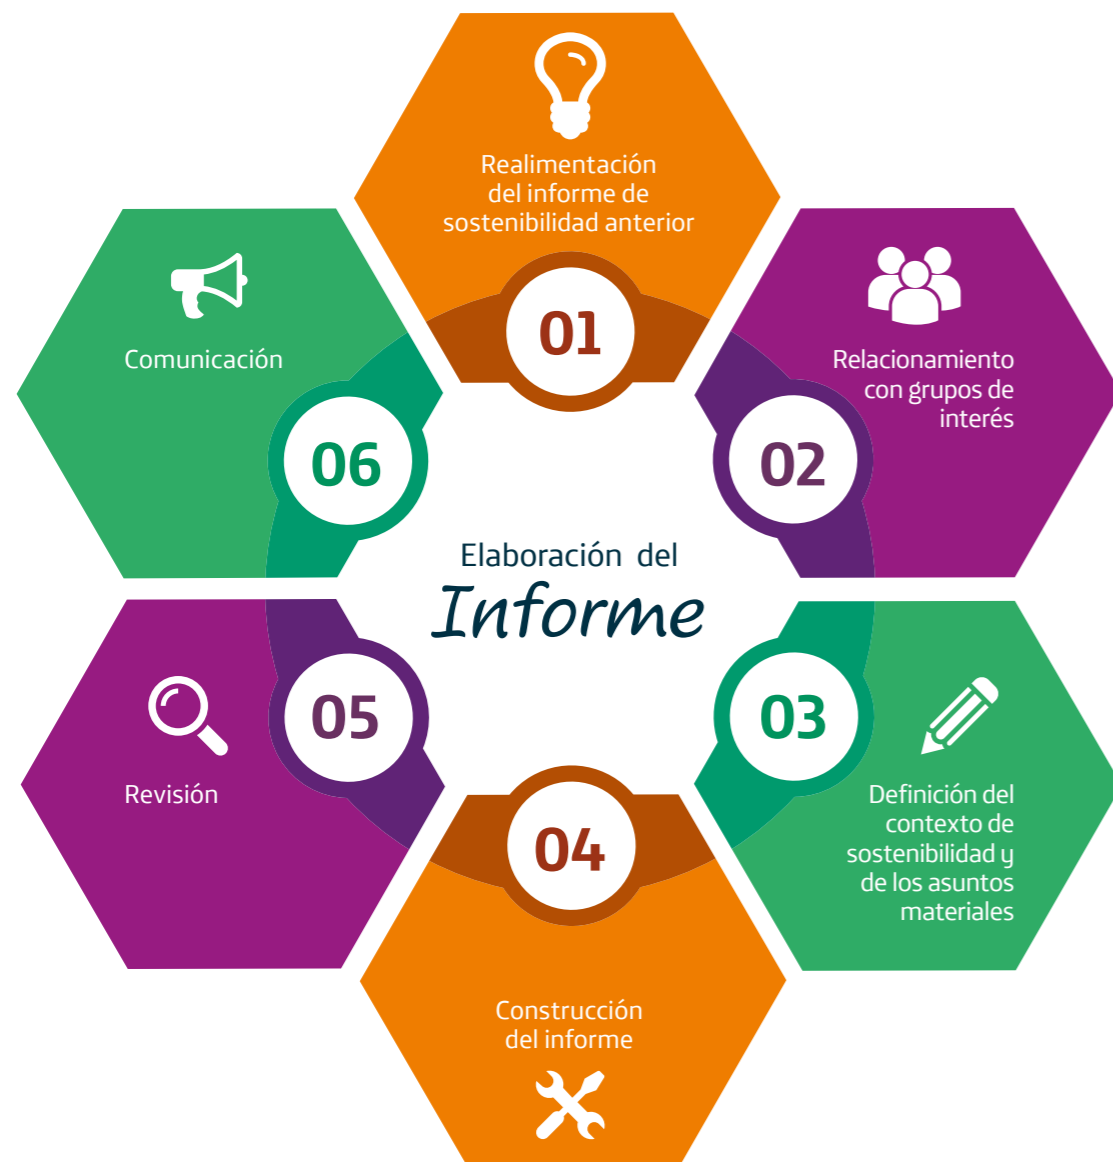 Realimentación
del informe de
sostenibilidad anterior
01
Relacionamiento
con grupos de
interés
02
03
Definición del
contexto de
sostenibilidad y
de los asuntos
materiales
04
Construcción
del informe
05
Revisión
Comunicación
06
Elaboración del
Informe